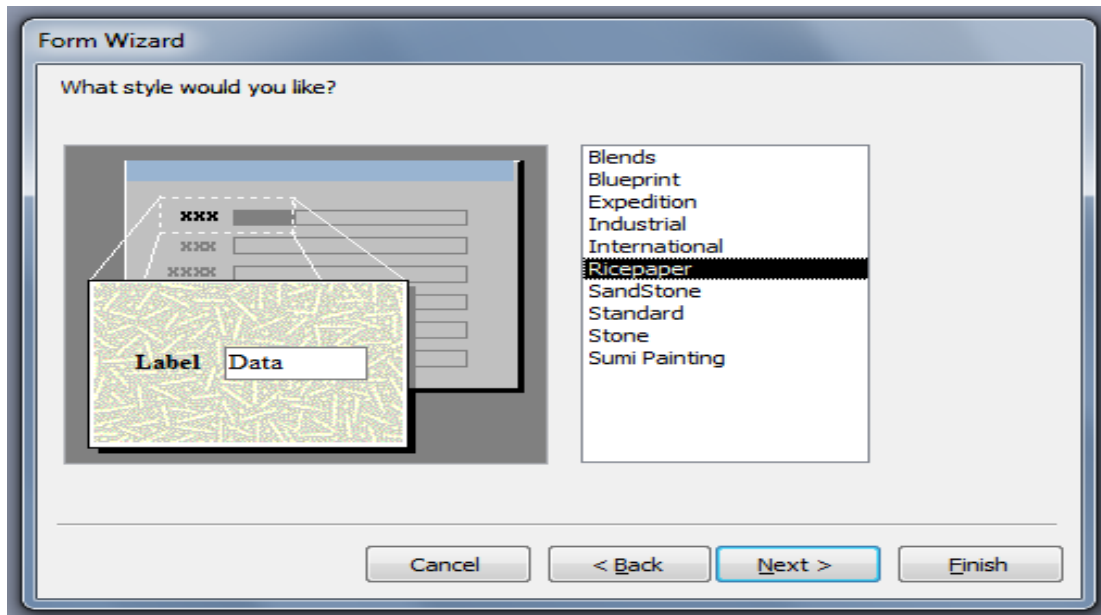 Form Wizard
What style would you like?
xxx
xxx
xxxx
Label Data
Blends
Blueprint
Expedition
Industrial
International
Ricepaper
SandStone
Standard
Stone
Sumi Painting
Cancel < Back Next > Finish